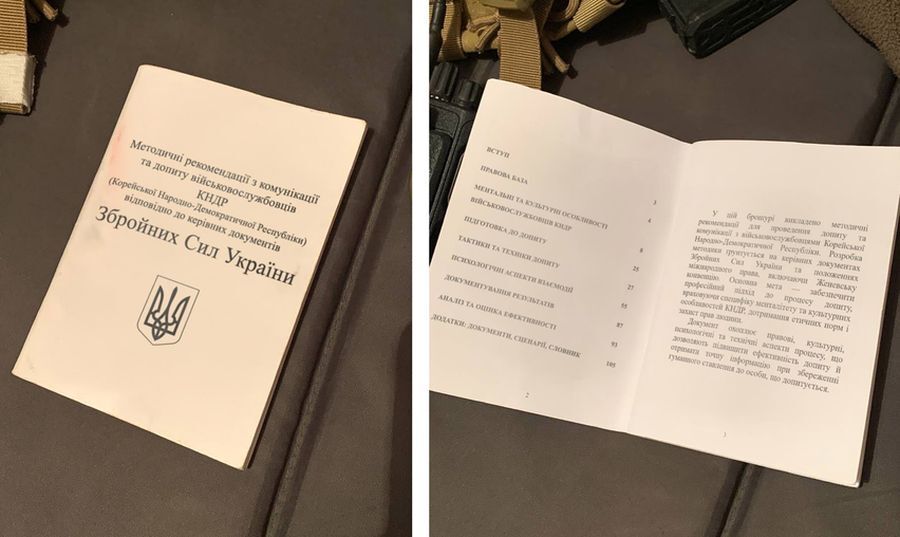 Методичні рекомендації з комунікації
та допиту військовослужбовців
КНДР
(Корейської Народно-Демократичної Республіки)
відповідно до керівних документів
Збройних Сил України
ВСТУП
3
ПРАВОВА БАЗА
4
МЕНТАЛЬНІ ТА КУЛЬТУРНІ ОСОБЛИВОСТІ
ВІЙСЬКОВОСЛУЖБОВЦІВ КНДР
8
ПІДГОТОВКА ДО ДОПИТУ
25
ТАКТИКИ ТА ТЕХНІКИ ДОПИТУ
27
ПСИХОЛОГІЧНІ АСПЕКТИ ВЗАЄМОДІЇ
55
ДОКУМЕНТУВАННЯ РЕЗУЛЬТАТІВ
87
АНАЛІЗ ТА ОЦІНКА ЕФЕКТИВНОСТІ
93
ДОДАТКИ: ДОКУМЕНТИ, СЦЕНАРІЇ, СЛОВНИК
105
2
У цій брошурі викладено методичні
рекомендації для проведення допиту та
комунікації з військовослужбовцями Корейської
Народно-Демократичної Республіки. Розробка
методики ґрунтується на керівних документах
Збройних Сил України та положеннях
міжнародного права, включаючи Женевську
конвенцію. Основна мета — забезпечити
професійний підхід до процесу допиту,
враховуючи специфіку менталітету та культурних
особливостей КНДР, дотримання етичних норм і
захист прав людини.
Документ охоплює правові, культурні,
психологічні та технічні аспекти процесу, що
дозволяють підвищити ефективність допиту й
отримати точну інформацію при збереженні
гуманного ставлення до особи, що допитується.
3